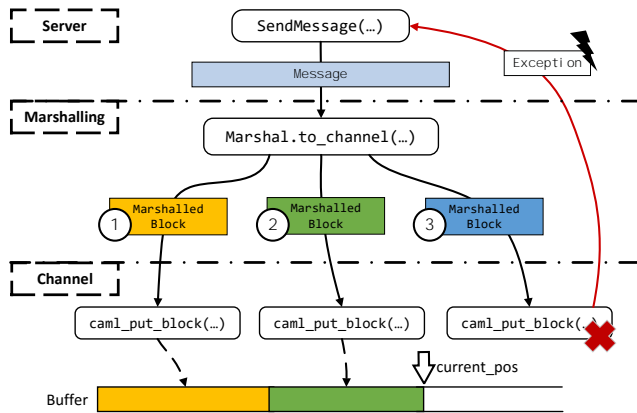 Server
SendMessage(…)
Exception
Message
Marshalling
Marshal.to_channel(…)
1
Marshalled
Block
2
Marshalled
Block
3
Marshalled
Block
Channel
caml_put_block(…)
caml_put_block(…)
caml_put_block(…)
current_pos
Buffer